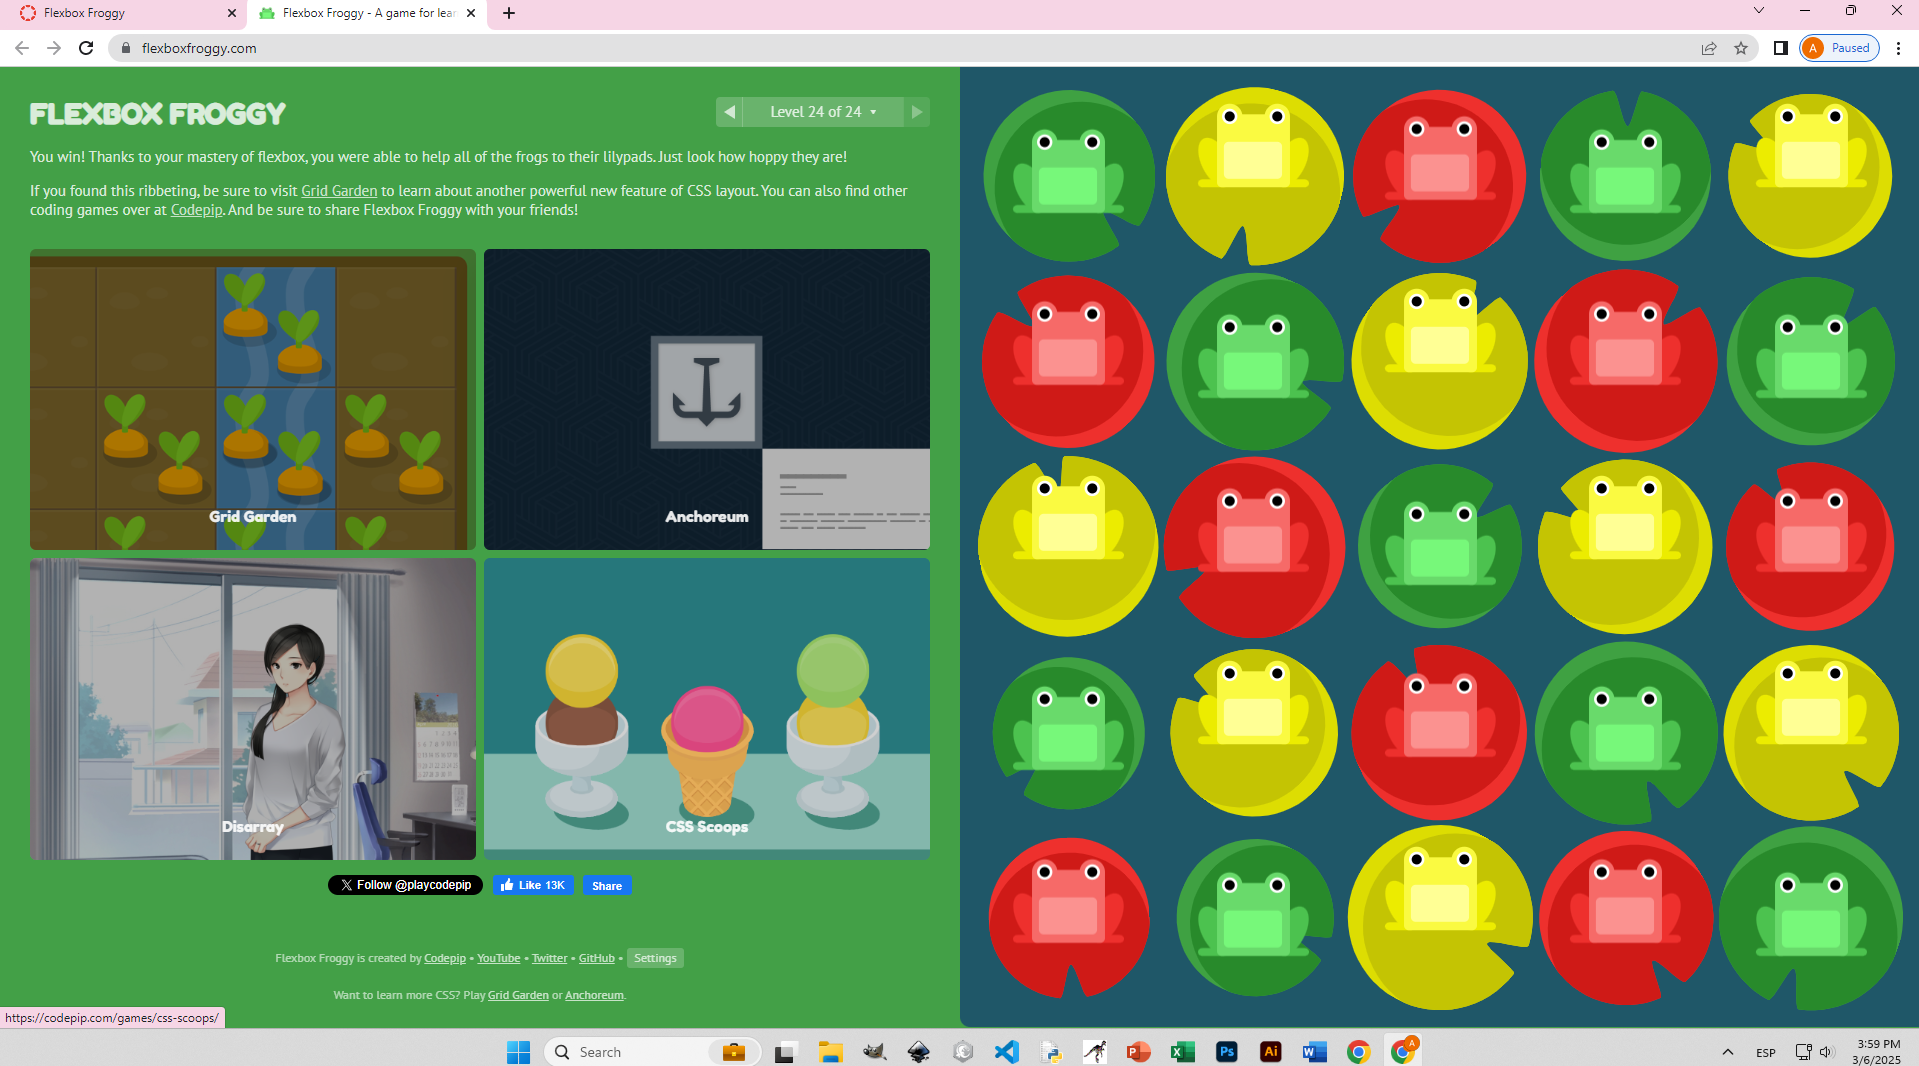 Flexbox Froggy
Flexbox Froggy - A game for lear
flexboxfroggy.com
A Paused
FLEXBOX FROGGY
Level 24 of 24
You win! Thanks to your mastery of flexbox, you were able to help all of the frogs to their lilypads. Just look how hoppy they are!
If you found this ribbeting, be sure to visit Grid Garden to learn about another powerful new feature of CSS layout. You can also find other
coding games over at Codepip. And be sure to share Flexbox Froggy with your friends!
Grid Garden
Anchoreum
Disarray
CSS Scoops
X Follow @playcodepip
Like 13K
Share
Flexbox Froggy is created by Codepip • YouTube • Twitter • GitHub • Settings
Want to learn more CSS? Play Grid Garden or Anchoreum.
https://codepip.com/games/css-scoops/
Search
P
X
Ps
Ai
W
A
ESP
3:59 PM
3/6/2025